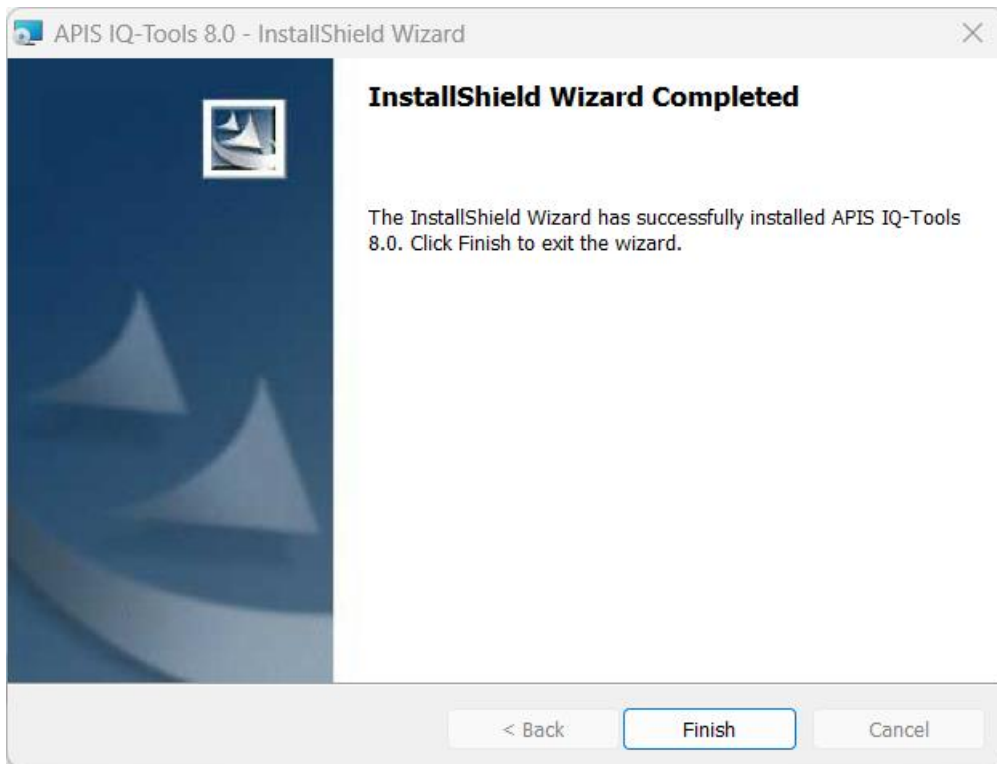 APIS IQ-Tools 8.0 - InstallShield Wizard
InstallShield Wizard Completed
The InstallShield Wizard has successfully installed APIS IQ-Tools
8.0. Click Finish to exit the wizard.
< Back Finish Cancel